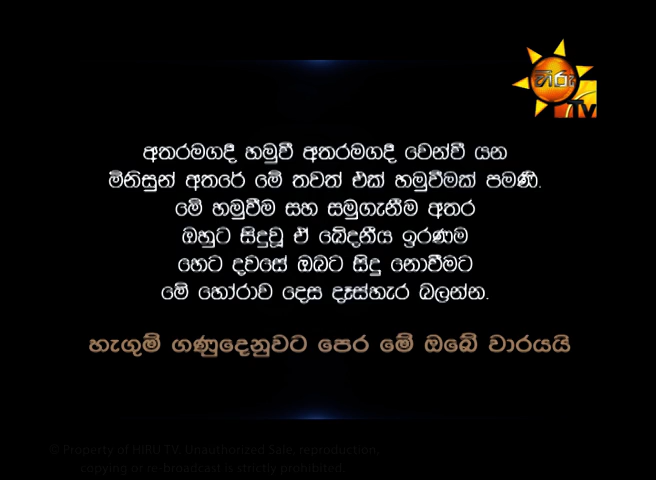 හිරු
Tv
අතරමගදී හමුවී අතරමගදී වෙන්වී යන
මිනිසුන් අතරේ මේ තවත් එක් හමුවීමක් පමණි.
මේ හමුවීම සහ සමුගැනීම අතර
ඔහුට සිදුවූ ඒ ඛේදනීය ඉරණම
හෙට දවසේ ඔබට සිදු නොවීමට
මේ හෝරාව දෙස දෑස්හැර බලන්න.
හැගුම් ගණුදෙනුවට පෙර මේ ඔබේ වාරයයි
© Property of HIRU TV. Unauthorized Sale, reproduction,
copying or re-broadcast is strictly prohibited.